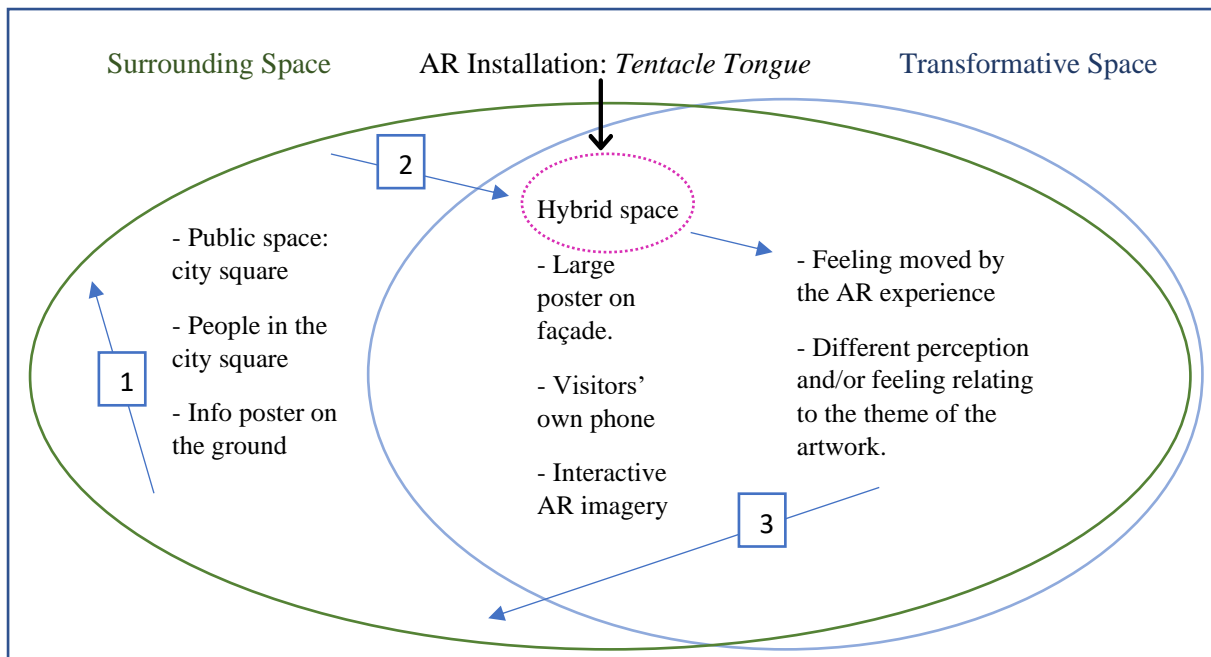 Surrounding Space
AR Installation: Tentacle Tongue
Transformative Space
2
Hybrid space
- Public space:
city square
- People in the
city square
- Info poster on
the ground
1
- Large
poster on
façade.
- Visitors’
own phone
- Interactive
AR imagery
- Feeling moved by
the AR experience
- Different perception
and/or feeling relating
to the theme of the
artwork.
3